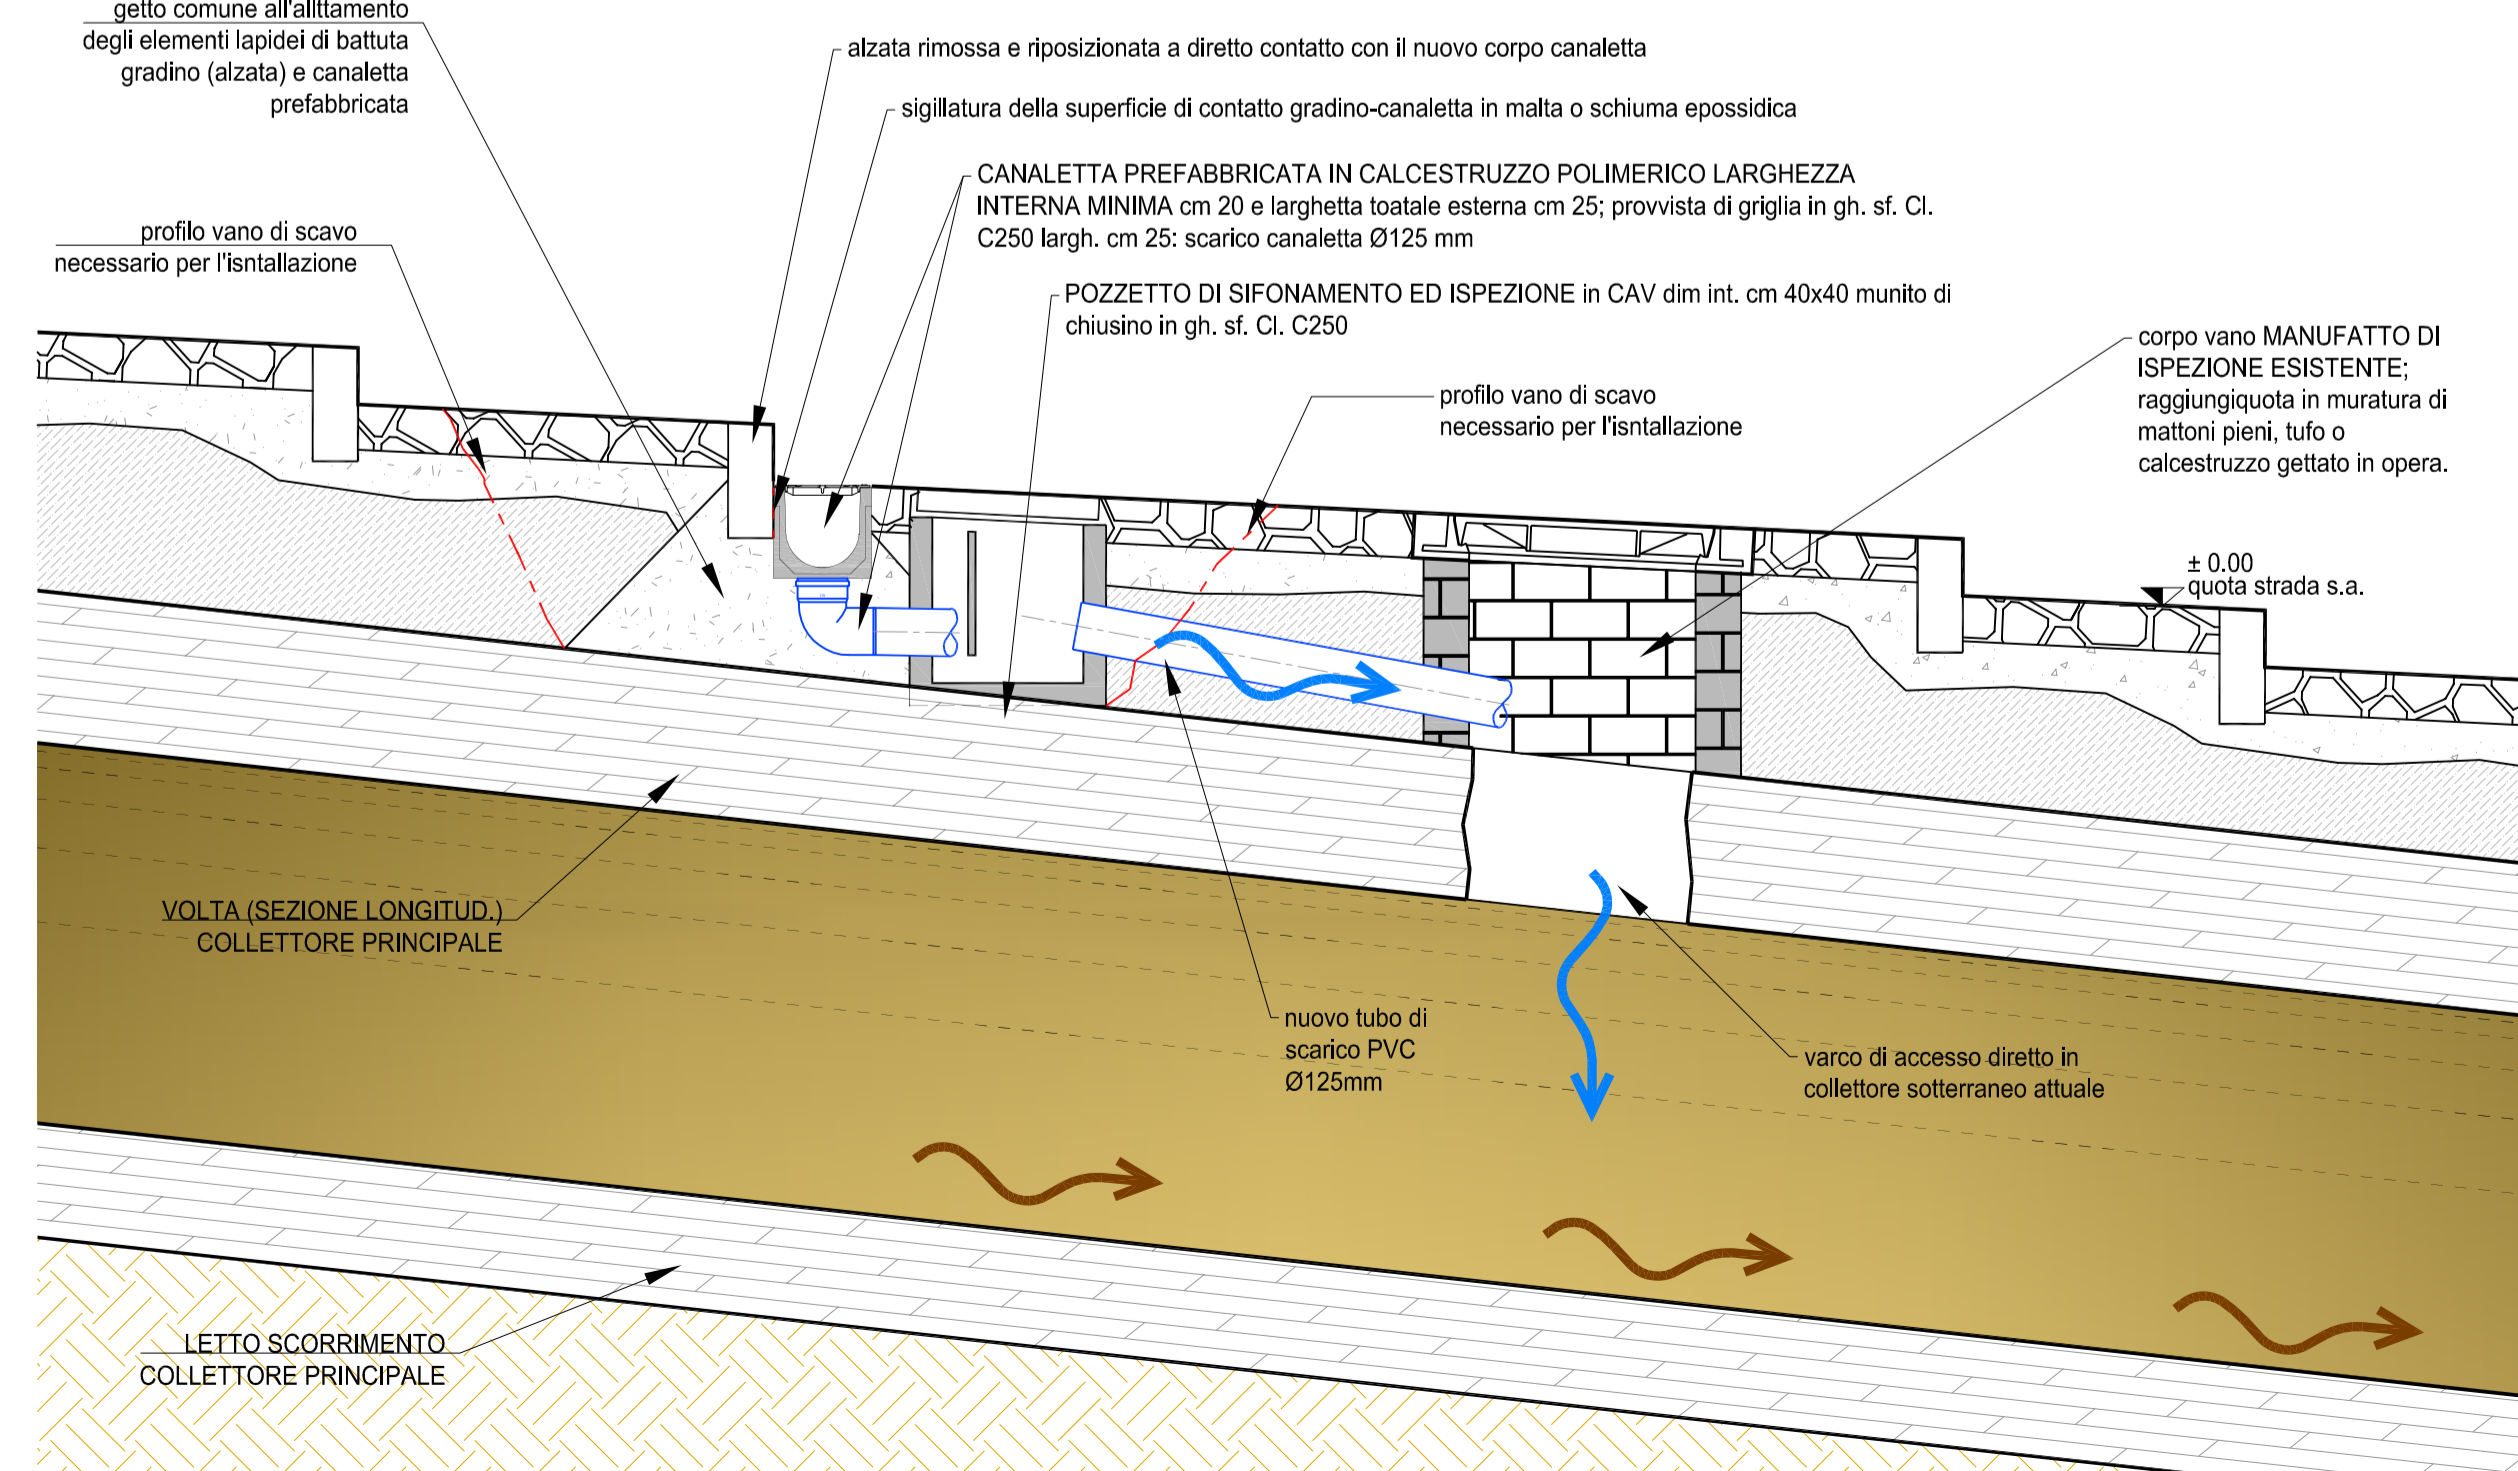 getto comune all'allttamento
degli elementi lapidei di battuta
gradino (alzata) e canaletta
prefabbricata
alzata rimossa e riposizionata a diretto contatto con il nuovo corpo canaletta
sigillatura della superficie di contatto gradino-canaletta in malta o schiuma epossidica
CANALETTA PREFABBRICATA IN CALCESTRUZZO POLIMERICO LARGHEZZA
INTERNA MINIMA cm 20 e larghetta toatale esterna cm 25; provvista di griglia in gh. sf. Cl.
C250 largh. cm 25: scarico canaletta Ø125 mm
profilo vano di scavo
necessario per l'isntallazione
POZZETTO DI SIFONAMENTO ED ISPEZIONE in CAV dim int. cm 40x40 munito di
chiusino in gh. sf. Cl. C250
corpo vano MANUFATTO DI
ISPEZIONE ESISTENTE;
raggiungiquota in muratura di
mattoni pieni, tufo o
calcestruzzo gettato in opera.
profilo vano di scavo
necessario per l'isntallazione
± 0.00
quota strada s.a.
VOLTA (SEZIONE LONGITUD.)
COLLETTORE PRINCIPALE
nuovo tubo di
scarico PVC
Ø125mm
varco di accesso diretto in
collettore sotterraneo attuale
LETTO SCORRIMENTO
COLLETTORE PRINCIPALE